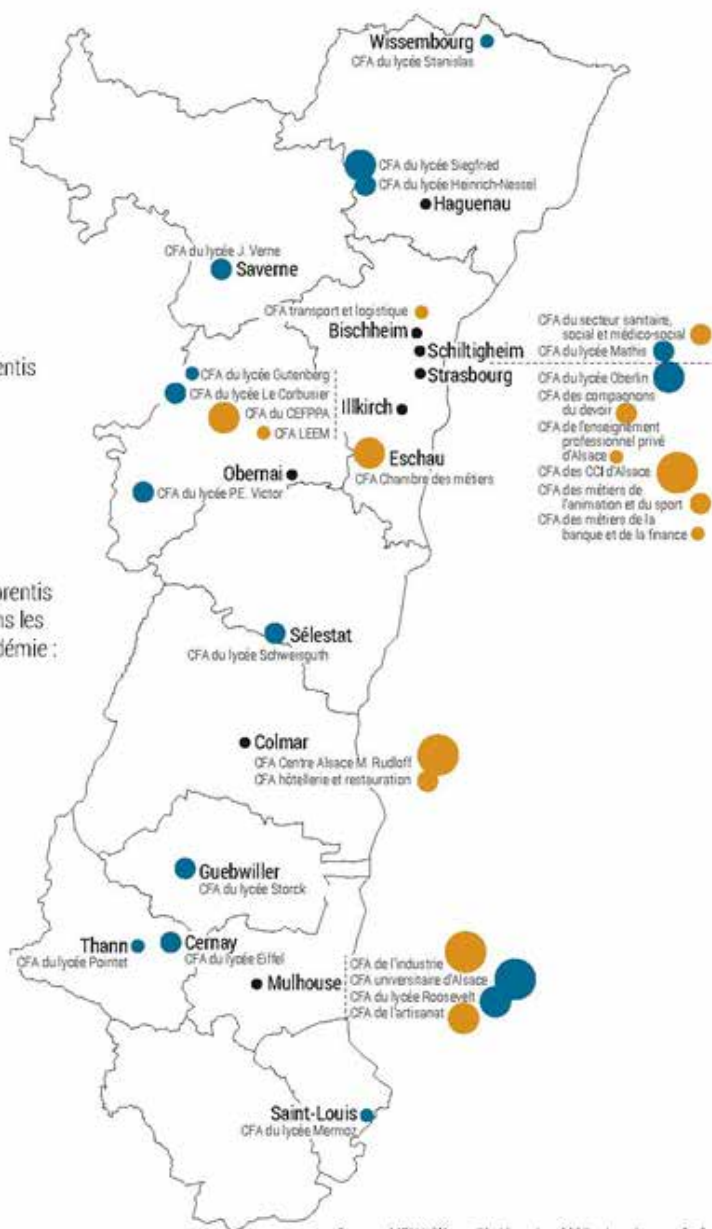 Wissembourg
CFA du lycée Stanislas
CFA du lycée Siegfried
CFA du lycée Heinrich-Nessel
Haguenau
CFA du lycée J. Verne
Saverne
CFA transport et logistique
Bischheim
Schiltigheim
Strasbourg
CFA du secteur sanitaire,
social et médico-social
CFA du lycée Mathis
CFA du lycée Oberlin
CFA des compagnons
du devoir
CFA de l'enseignement
professionnel privé
d'Alsace
CFA des CCI d'Alsace
CFA des métiers de
l'animation et du sport
CFA des métiers de la
banque et de la finance
CFA du lycée Gutenberg
CFA du lycée Le Corbusier
CFA du CEFPPA
CFA LEEM
Illkirch
Eschau
CFA Chambre des métiers
Obernai
CFA du lycée P.E. Victor
Sélestat
CFA du lycée Schweisguth
démie :
Colmar
CFA Centre Alsace M. Rudloff
CFA hôtellerie et restauration
Guebwiller
CFA du lycée Storck
Thann
CFA du lycée Pointet
Cernay
CFA du lycée Eiffel
Mulhouse
CFA de l'industrie
CFA universitaire d'Alsace
CFA du lycée Roosevelt
CFA de l'artisanat
Saint-Louis
CFA du lycée Mermoz